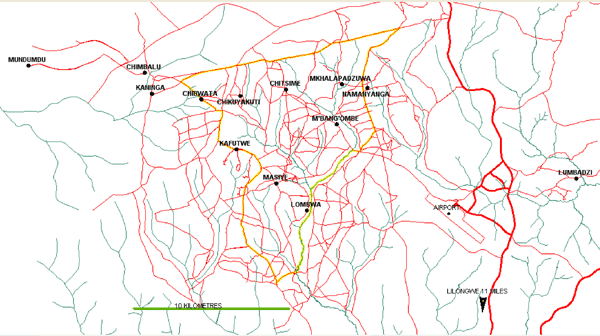 MUNDUMDU
CHIMBALU
KANINGA
CHIRWATA
CHIKUYAKUTI
CHITSIME
MKHALAPADZUWA
NAMANYANGA
M'BANG'OMBE
KAFUTWE
MASIYE
LOMBWA
LUMBADZI
AIRPORT
LILONGWE 11 MILES
10 KILOMETRES